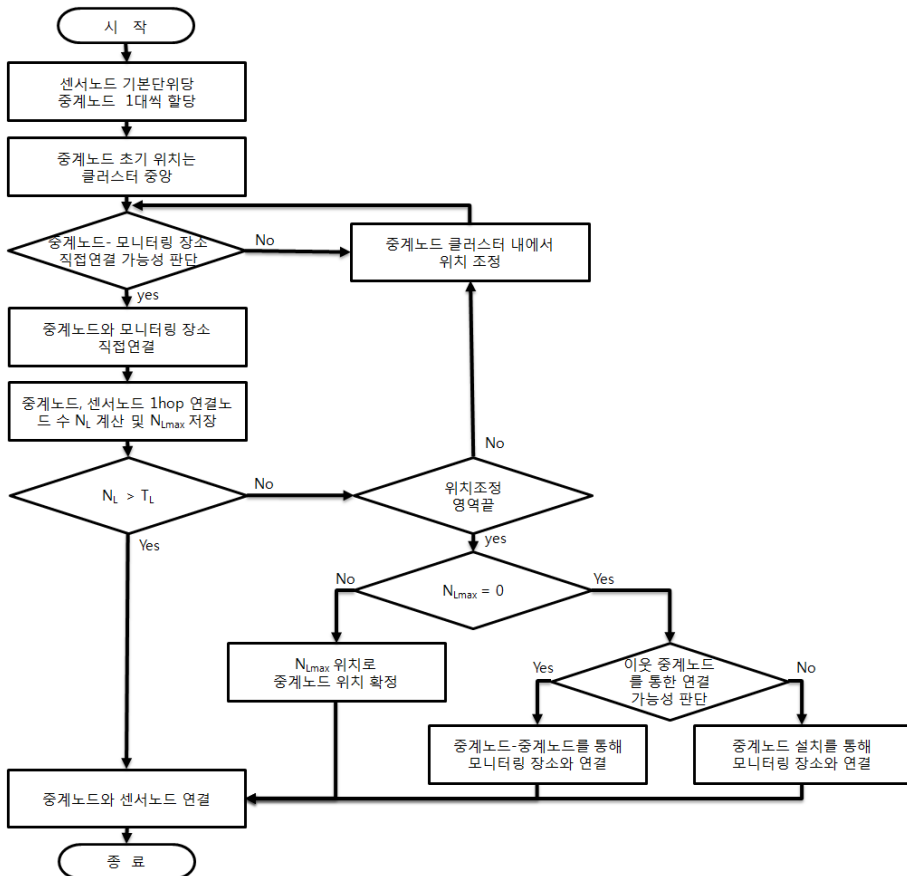 시 작
센서노드 기본단위당
중계노드 1대씩 할당
중계노드 초기 위치는
클러스터 중앙
중계노드- 모니터링 장소
직접연결 가능성 판단
No
중계노드 클러스터 내에서
위치 조정
yes
중계노드와 모니터링 장소
직접연결
중계노드, 센서노드 1hop 연결노
드 수 NL 계산 및 NLmax 저장
No
NL > TL
No
위치조정
영역끝
Yes
yes
No
NLmax = 0
Yes
NLmax 위치로
중계노드 위치 확정
Yes
이웃 중계노드
를 통한 연결
가능성 판단
No
중계노드-중계노드를 통해
모니터링 장소와 연결
중계노드 설치를 통해
모니터링 장소와 연결
중계노드와 센서노드 연결
종 료